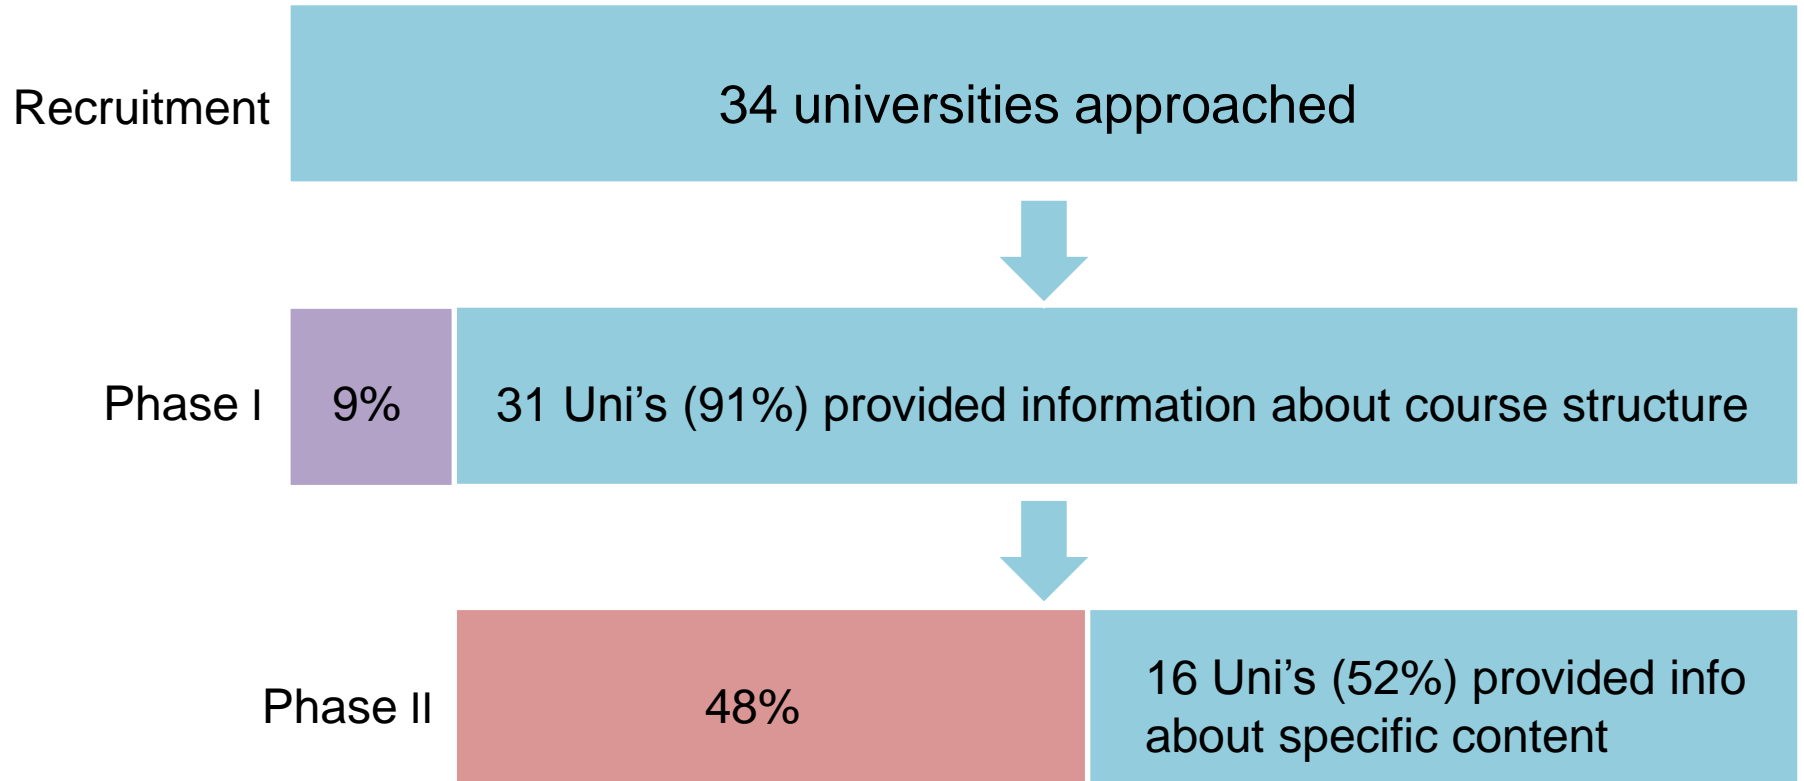 Recruitment
34 universities approached
Phase I
9%
31 Uni’s (91%) provided information about course structure
Phase II
48%
16 Uni’s (52%) provided info
about specific content